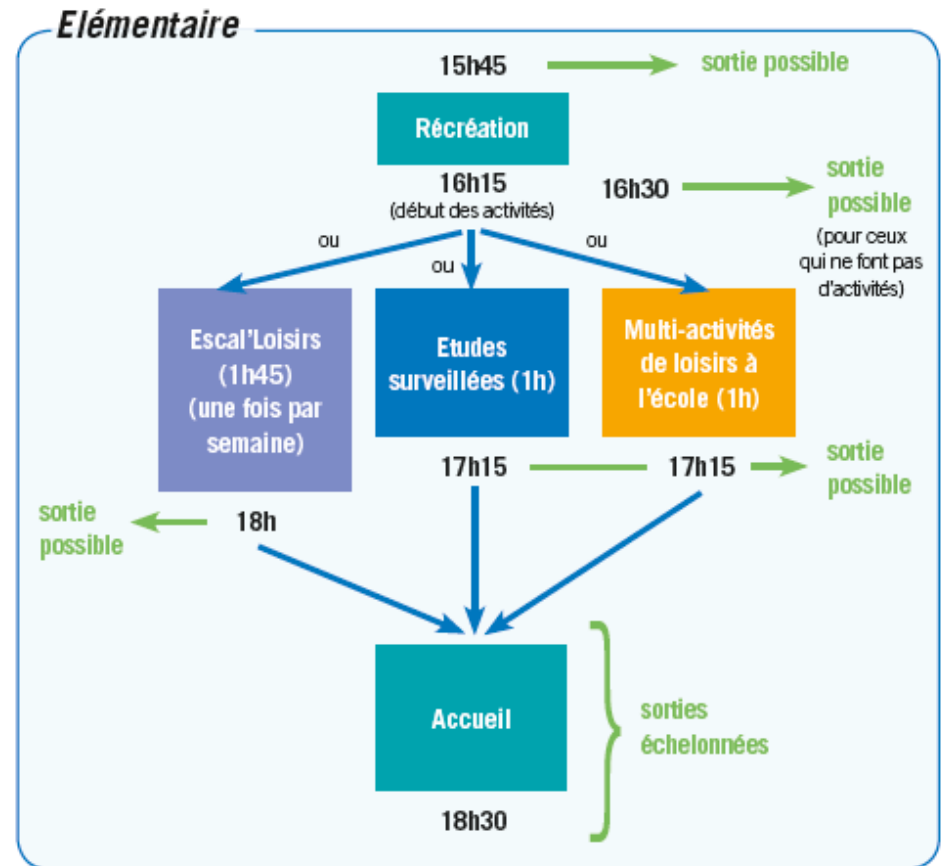 Elémentaire
15h45
sortie possible
Récréation
16h15
(début des activités)
16h30
sortie
possible
(pour ceux
qui ne font pas
d'activités)
ou
ou
ou
Escal'Loisirs
(1h45)
(une fois par
semaine)
Etudes
surveillées (1h)
Multi-activités
de loisirs à
l'école (1h)
17h15
17h15
sortie
possible
sortie
possible
18h
Accueil
sorties
échelonnées
18h30